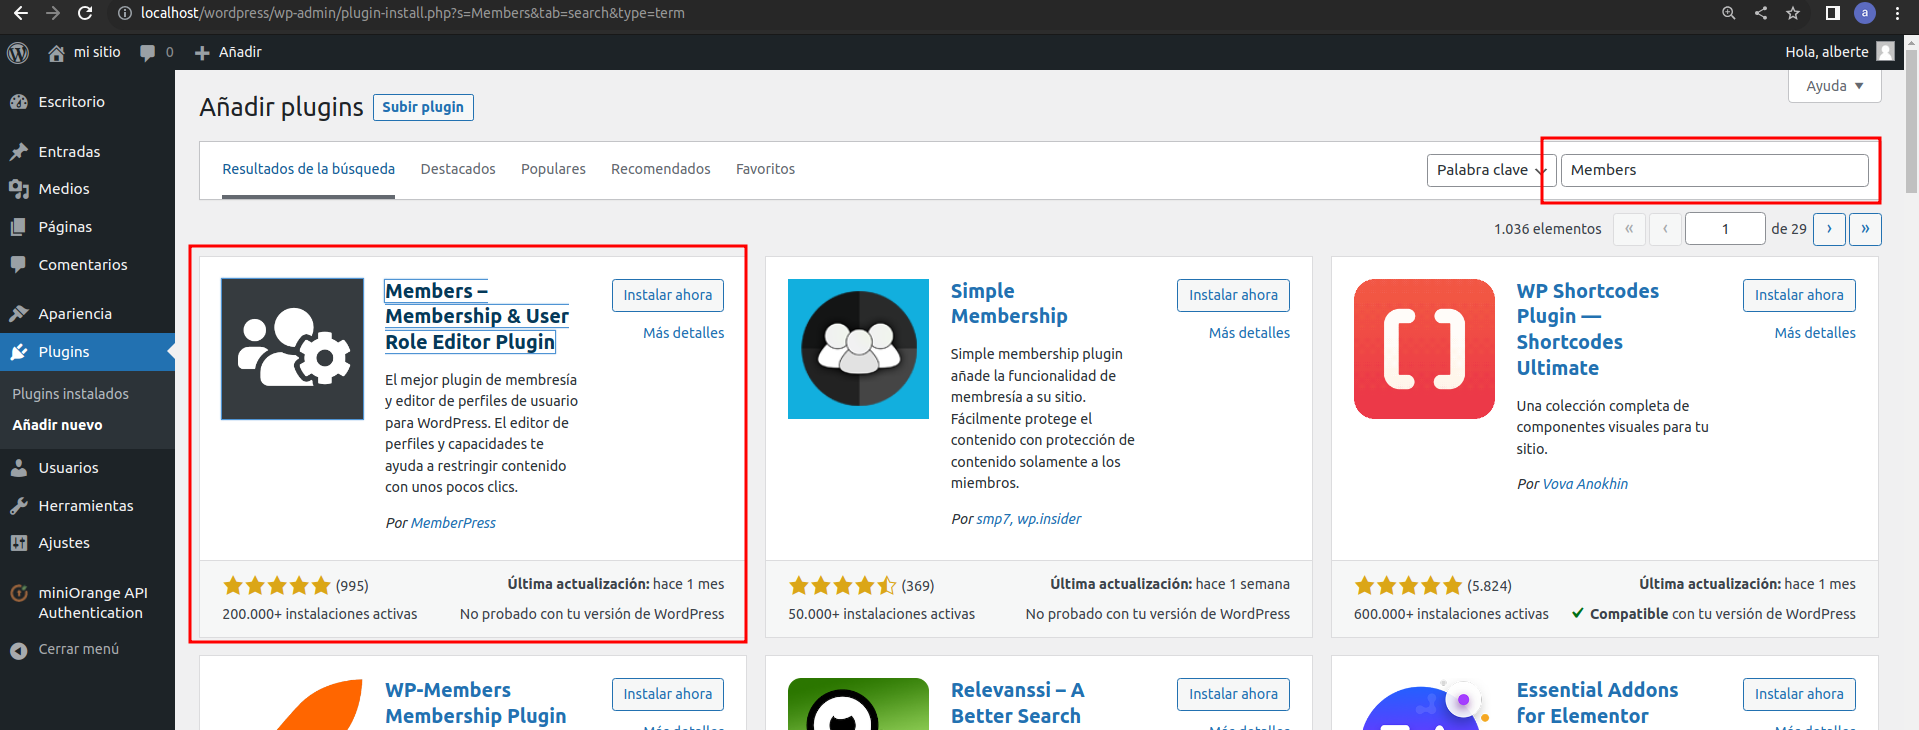 localhost/wordpress/wp-admin/plugin-install.php?s=Members&tab=search&type=term
a
mi sitio
0
Añadir
Hola, alberte
Escritorio
Entradas
Medios
Páginas
Comentarios
Apariencia
Plugins
Plugins instalados
Añadir nuevo
Usuarios
Herramientas
Ajustes
miniOrange API
Authentication
Cerrar menú
Ayuda
Añadir plugins
Subir plugin
Resultados de la búsqueda
Destacados
Populares
Recomendados
Favoritos
Palabra clave
Members
1.036 elementos
«
‹
1
de 29
›
»
Members –
Membership & User
Role Editor Plugin
Instalar ahora
Más detalles
El mejor plugin de membresía
y editor de perfiles de usuario
para WordPress. El editor de
perfiles y capacidades te
ayuda a restringir contenido
con unos pocos clics.
Por MemberPress
(995)
Última actualización: hace 1 mes
200.000+ instalaciones activas
No probado con tu versión de WordPress
Simple
Membership
Instalar ahora
Más detalles
Simple membership plugin
añade la funcionalidad de
membresía a su sitio.
Fácilmente protege el
contenido con protección de
contenido solamente a los
miembros.
Por smp7, wp.insider
(369)
Última actualización: hace 1 semana
50.000+ instalaciones activas
No probado con tu versión de WordPress
WP Shortcodes
Plugin —
Shortcodes
Ultimate
Instalar ahora
Más detalles
Una colección completa de
componentes visuales para tu
sitio.
Por Vova Anokhin
(5.824)
Última actualización: hace 1 mes
600.000+ instalaciones activas
Compatible con tu versión de WordPress
WP-Members
Membership Plugin
Instalar ahora
Más detalles
Relevanssi – A
Better Search
Instalar ahora
Más detalles
Essential Addons
for Elementor
Instalar ahora
Más detalles